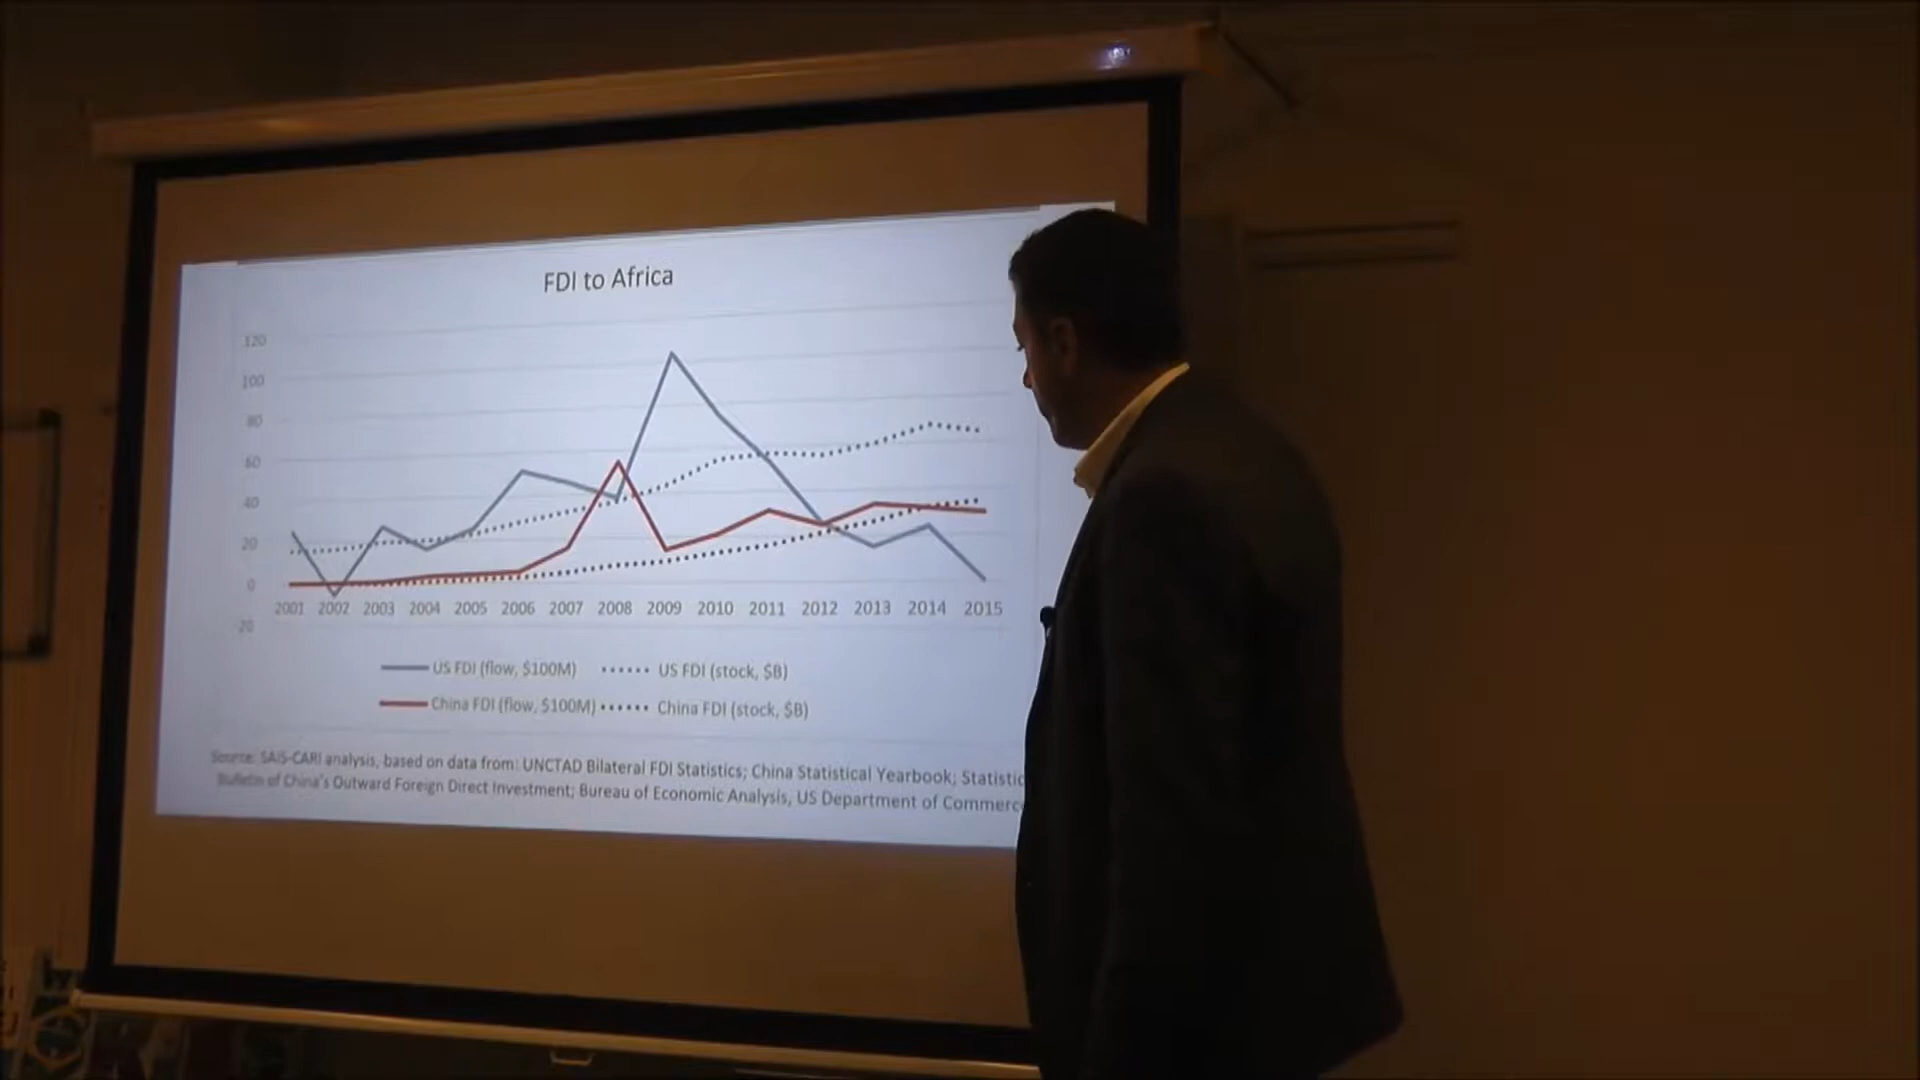 FDI to Africa
120
100
80
60
40
20
0
2001 2002 2003 2004 2005 2006 2007 2008 2009 2010 2011 2012 2013 2014 2015
-20
US FDI (flow, $100M) US FDI (stock, $B)
China FDI (flow, $100M) China FDI (stock, $B)
Source: SAIS-CARI analysis, based on data from: UNCTAD Bilateral FDI Statistics; China Statistical Yearbook; Statistic
Bulletin of China's Outward Foreign Direct Investment; Bureau of Economic Analysis, US Department of Commerc